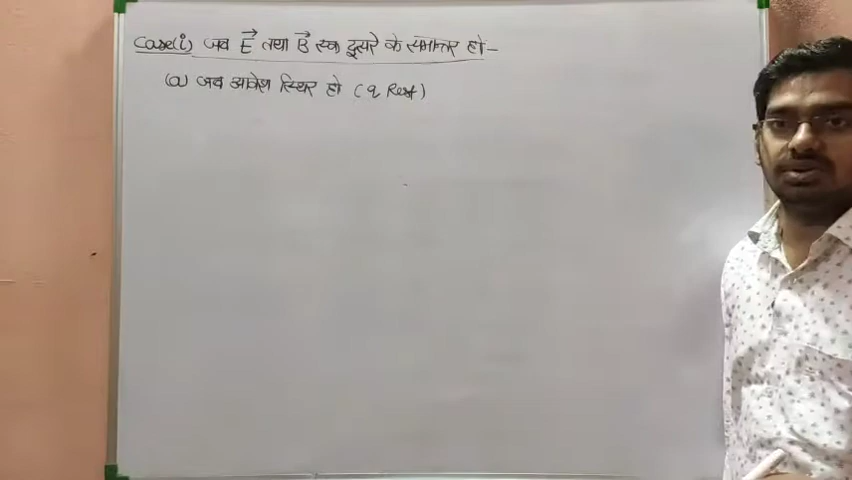 Case(i) जब E⃗ तथा B⃗ एक दूसरे के समान्तर हो-
(a) जब आवेश स्थिर हो (q Rest)